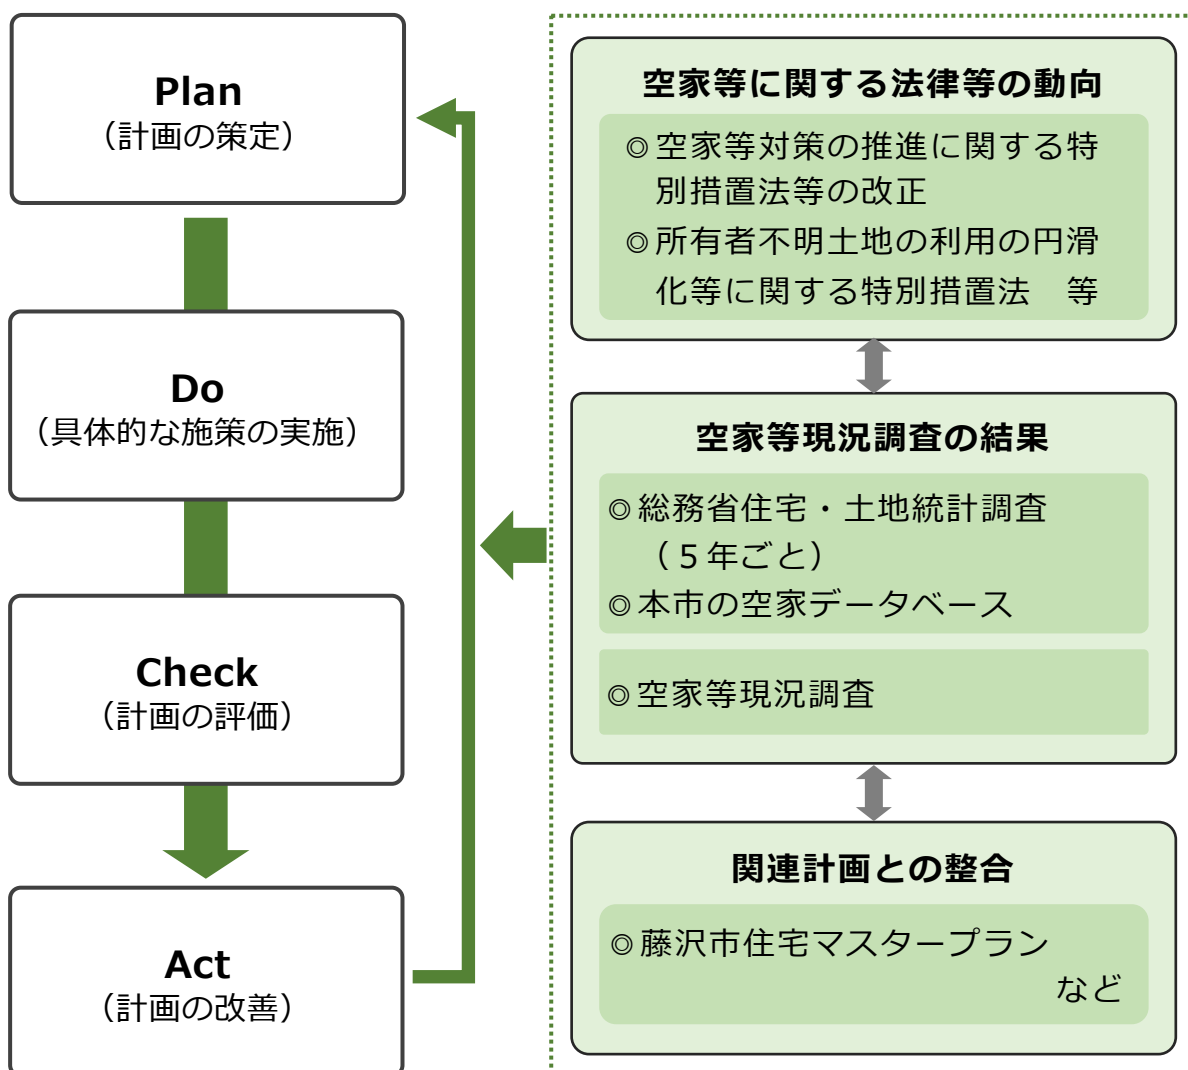 Plan
（計画の策定）
Do
（具体的な施策の実施）
Check
（計画の評価）
Act
（計画の改善）
空家等に関する法律等の動向
◎空家等対策の推進に関する特
別措置法等の改正
◎所有者不明土地の利用の円滑
化等に関する特別措置法　等
空家等現況調査の結果
◎総務省住宅・土地統計調査
（５年ごと）
◎本市の空家データベース
◎空家等現況調査
関連計画との整合
◎藤沢市住宅マスタープラン
など